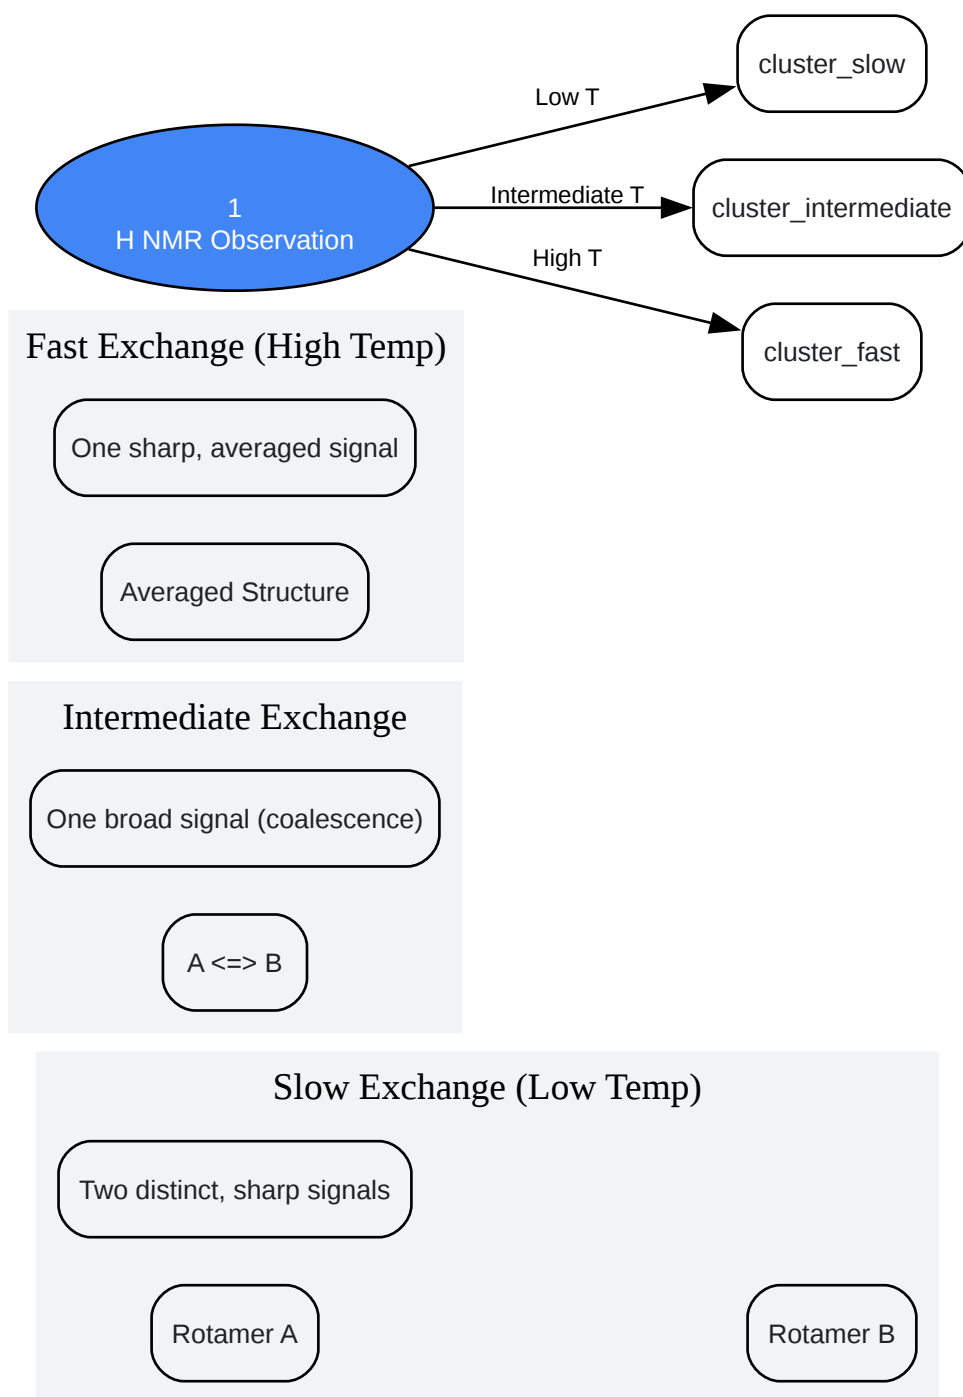 cluster_slow
Low T
1
H NMR Observation
Intermediate T
cluster_intermediate
High T
cluster_fast
Fast Exchange (High Temp)
One sharp, averaged signal
Averaged Structure
Intermediate Exchange
One broad signal (coalescence)
A <=> B
Slow Exchange (Low Temp)
Two distinct, sharp signals
Rotamer A
Rotamer B